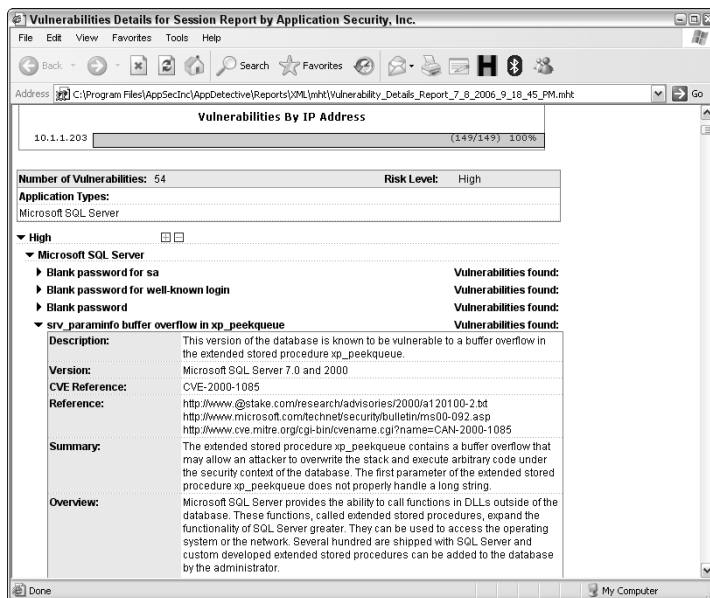 Vulnerabilities Details for Session Report by Application Security, Inc.
File Edit View Favorites Tools Help
Back Search Favorites
Address C:\Program Files\AppSecInc\AppDetective\Reports\XML\mht\Vulnerability_Details_Report_7_8_2006_9_18_45_PM.mht Go
Vulnerabilities By IP Address
10.1.1.203 (149/149) 100%
Number of Vulnerabilities: 54 Risk Level: High
Application Types:
Microsoft SQL Server
High
Microsoft SQL Server
Blank password for sa Vulnerabilities found:
Blank password for well-known login Vulnerabilities found:
Blank password Vulnerabilities found:
srv_paraminfo buffer overflow in xp_peekqueue Vulnerabilities found:
Description: This version of the database is known to be vulnerable to a buffer overflow in
the extended stored procedure xp_peekqueue.
Version: Microsoft SQL Server 7.0 and 2000
CVE Reference: CVE-2000-1085
Reference: http://www.@stake.com/research/advisories/2000/a120100-2.txt
http://www.microsoft.com/technet/security/bulletin/ms00-092.asp
http://www.cve.mitre.org/cgi-bin/cvename.cgi?name=CAN-2000-1085
Summary: The extended stored procedure xp_peekqueue contains a buffer overflow that
may allow an attacker to overwrite the stack and execute arbitrary code under
the security context of the database. The first parameter of the extended stored
procedure xp_peekqueue does not properly handle a long string.
Overview: Microsoft SQL Server provides the ability to call functions in DLLs outside of the
database. These functions, called extended stored procedures, expand the
functionality of SQL Server greater. They can be used to access the operating
system or the network. Several hundred are shipped with SQL Server and
custom developed extended stored procedures can be added to the database
by the administrator.
Done My Computer